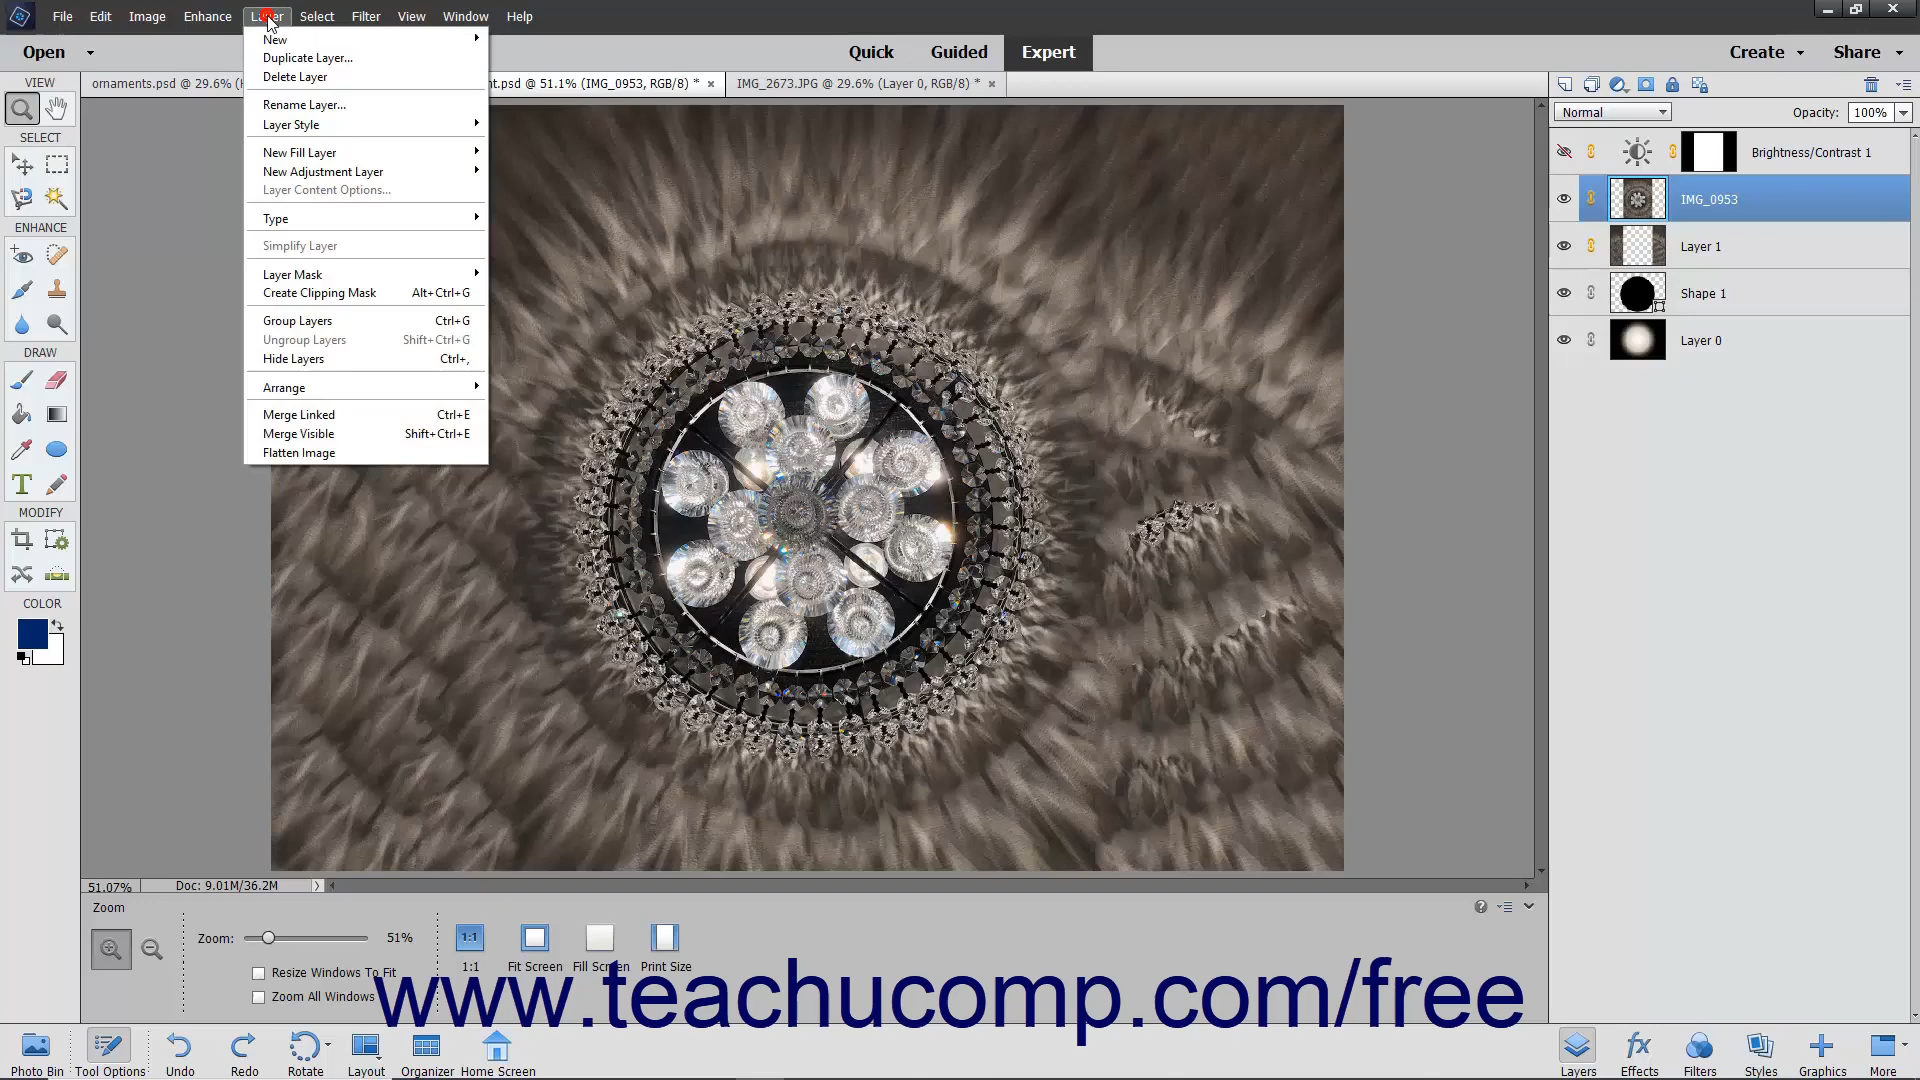 File Edit Image Enhance Layer Select Filter View Window Help
Open Quick Guided Expert Create Share
VIEW ornaments.psd @ 29.6% ( nt.psd @ 51.1% (IMG_0953, RGB/8) * × IMG_2673.JPG @ 29.6% (Layer 0, RGB/8) * ×
New
Duplicate Layer...
Delete Layer
Rename Layer...
Layer Style
New Fill Layer
New Adjustment Layer
Layer Content Options...
Type
Simplify Layer
Layer Mask
Create Clipping Mask Alt+Ctrl+G
Group Layers Ctrl+G
Ungroup Layers Shift+Ctrl+G
Hide Layers Ctrl+,
Arrange
Merge Linked Ctrl+E
Merge Visible Shift+Ctrl+E
Flatten Image
SELECT
ENHANCE
DRAW
T
MODIFY
COLOR
Normal Opacity: 100%
Brightness/Contrast 1
IMG_0953
Layer 1
Shape 1
Layer 0
51.07% Doc: 9.01M/36.2M
Zoom
Zoom: 51%
1:1
1:1 Fit Screen Fill Screen Print Size
Resize Windows To Fit
Zoom All Windows
www.teachucomp.com/free
Photo Bin Tool Options Undo Redo Rotate Layout Organizer Home Screen
fx
Layers Effects Filters Styles Graphics More